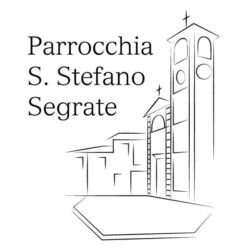 Parrocchia
S. Stefano
Segrate